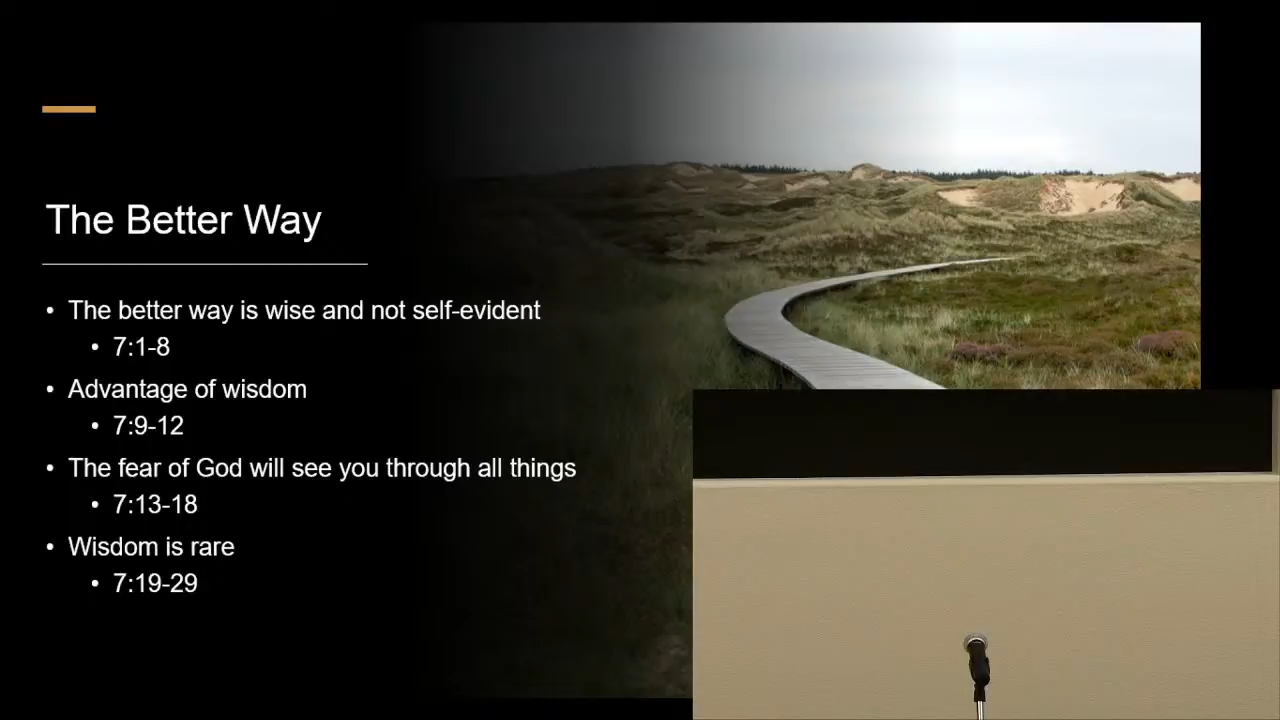 The Better Way
• The better way is wise and not self-evident
• 7:1-8
• Advantage of wisdom
• 7:9-12
• The fear of God will see you through all things
• 7:13-18
• Wisdom is rare
• 7:19-29